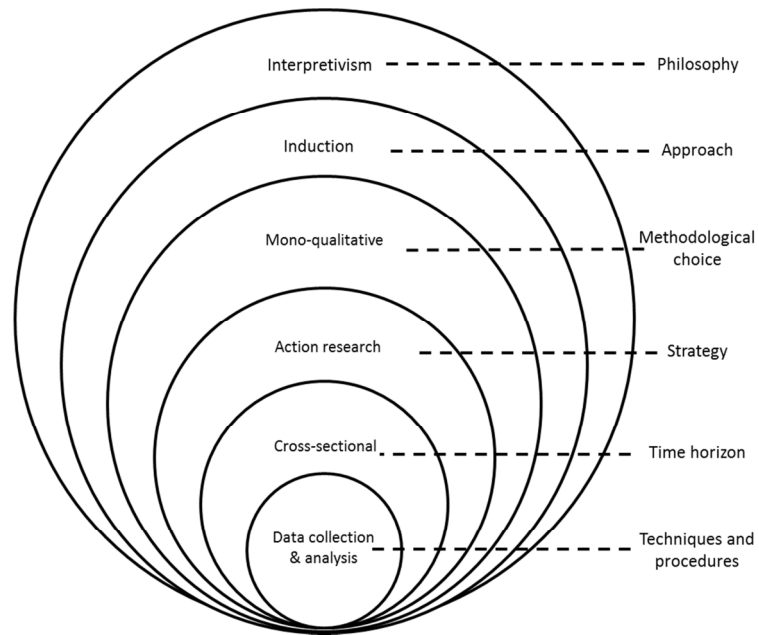 Interpretivism
Philosophy
Induction
Approach
Mono-qualitative
Methodological
choice
Action research
Strategy
Cross-sectional
Time horizon
Data collection
& analysis
Techniques and
procedures